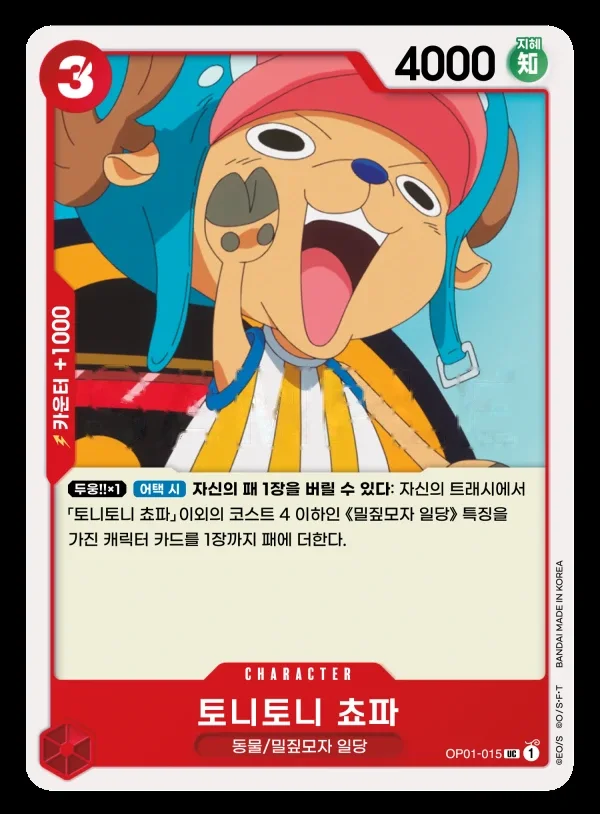 3
4000
지혜
知
카운터 +1000
두웅!!×1 어택 시 자신의 패 1장을 버릴 수 있다: 자신의 트래시에서
「토니토니 쵸파」 이외의 코스트 4 이하인 《밀짚모자 일당》 특징을
가진 캐릭터 카드를 1장까지 패에 더한다.
CHARACTER
토니토니 쵸파
동물/밀짚모자 일당
OP01-015 UC 1
©EO/S ©O/S･F･T BANDAI MADE IN KOREA